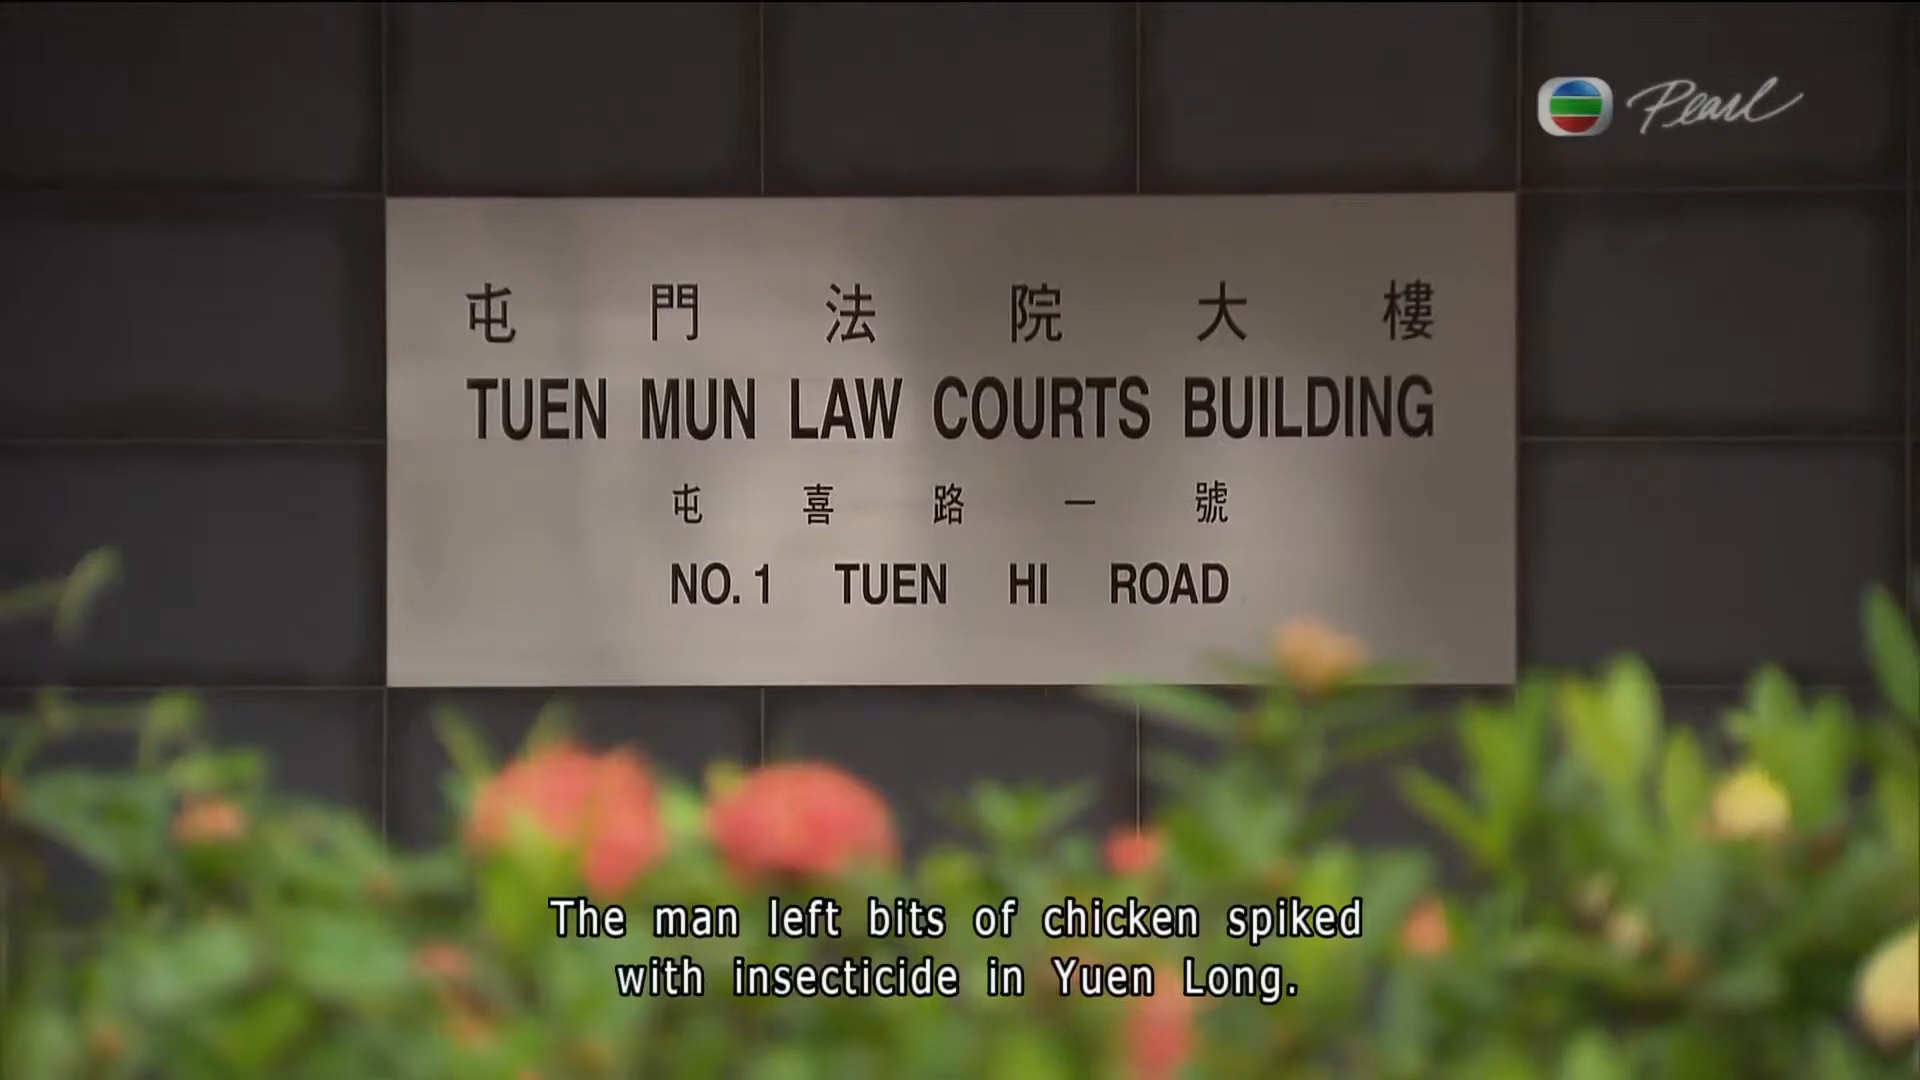 Pearl
屯門法院大樓
TUEN MUN LAW COURTS BUILDING
屯喜路一號
NO. 1 TUEN HI ROAD
The man left bits of chicken spiked
with insecticide in Yuen Long.